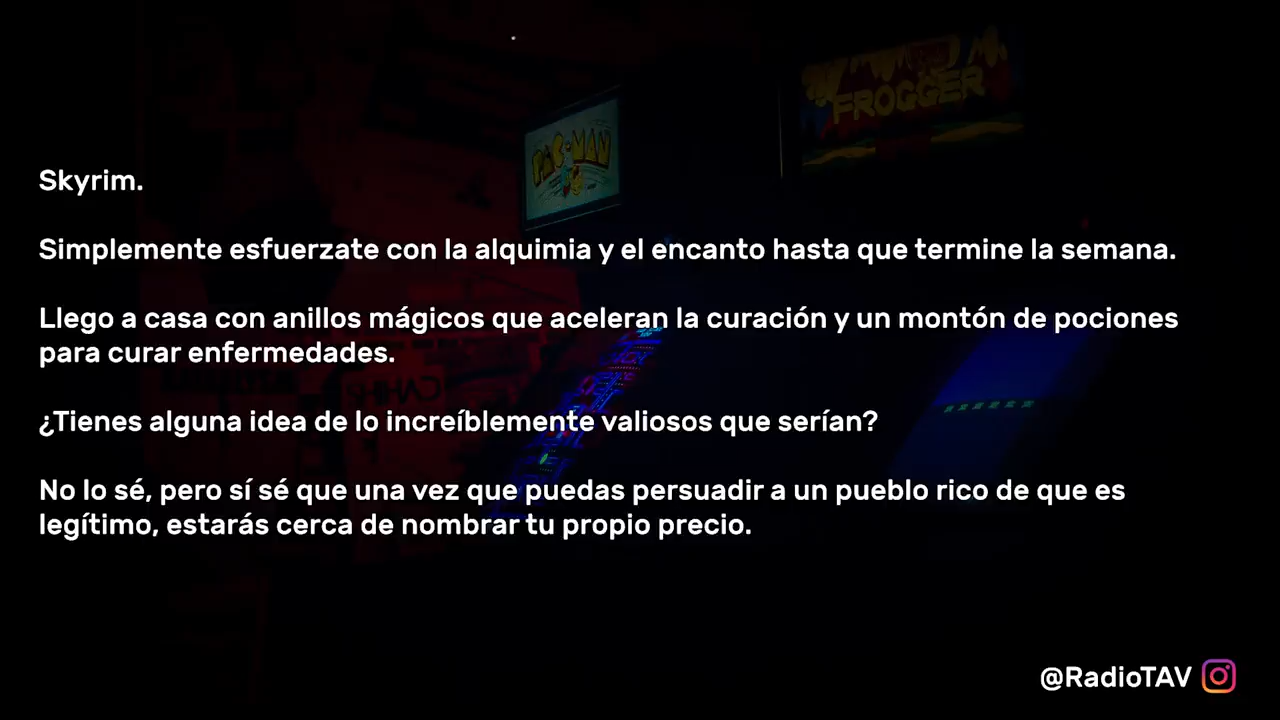 PAC-MAN
FROGGER
Skyrim.
Simplemente esfuerzate con la alquimia y el encanto hasta que termine la semana.
Llego a casa con anillos mágicos que aceleran la curación y un montón de pociones
para curar enfermedades.
¿Tienes alguna idea de lo increíblemente valiosos que serían?
No lo sé, pero sí sé que una vez que puedas persuadir a un pueblo rico de que es
legítimo, estarás cerca de nombrar tu propio precio.
@RadioTAV